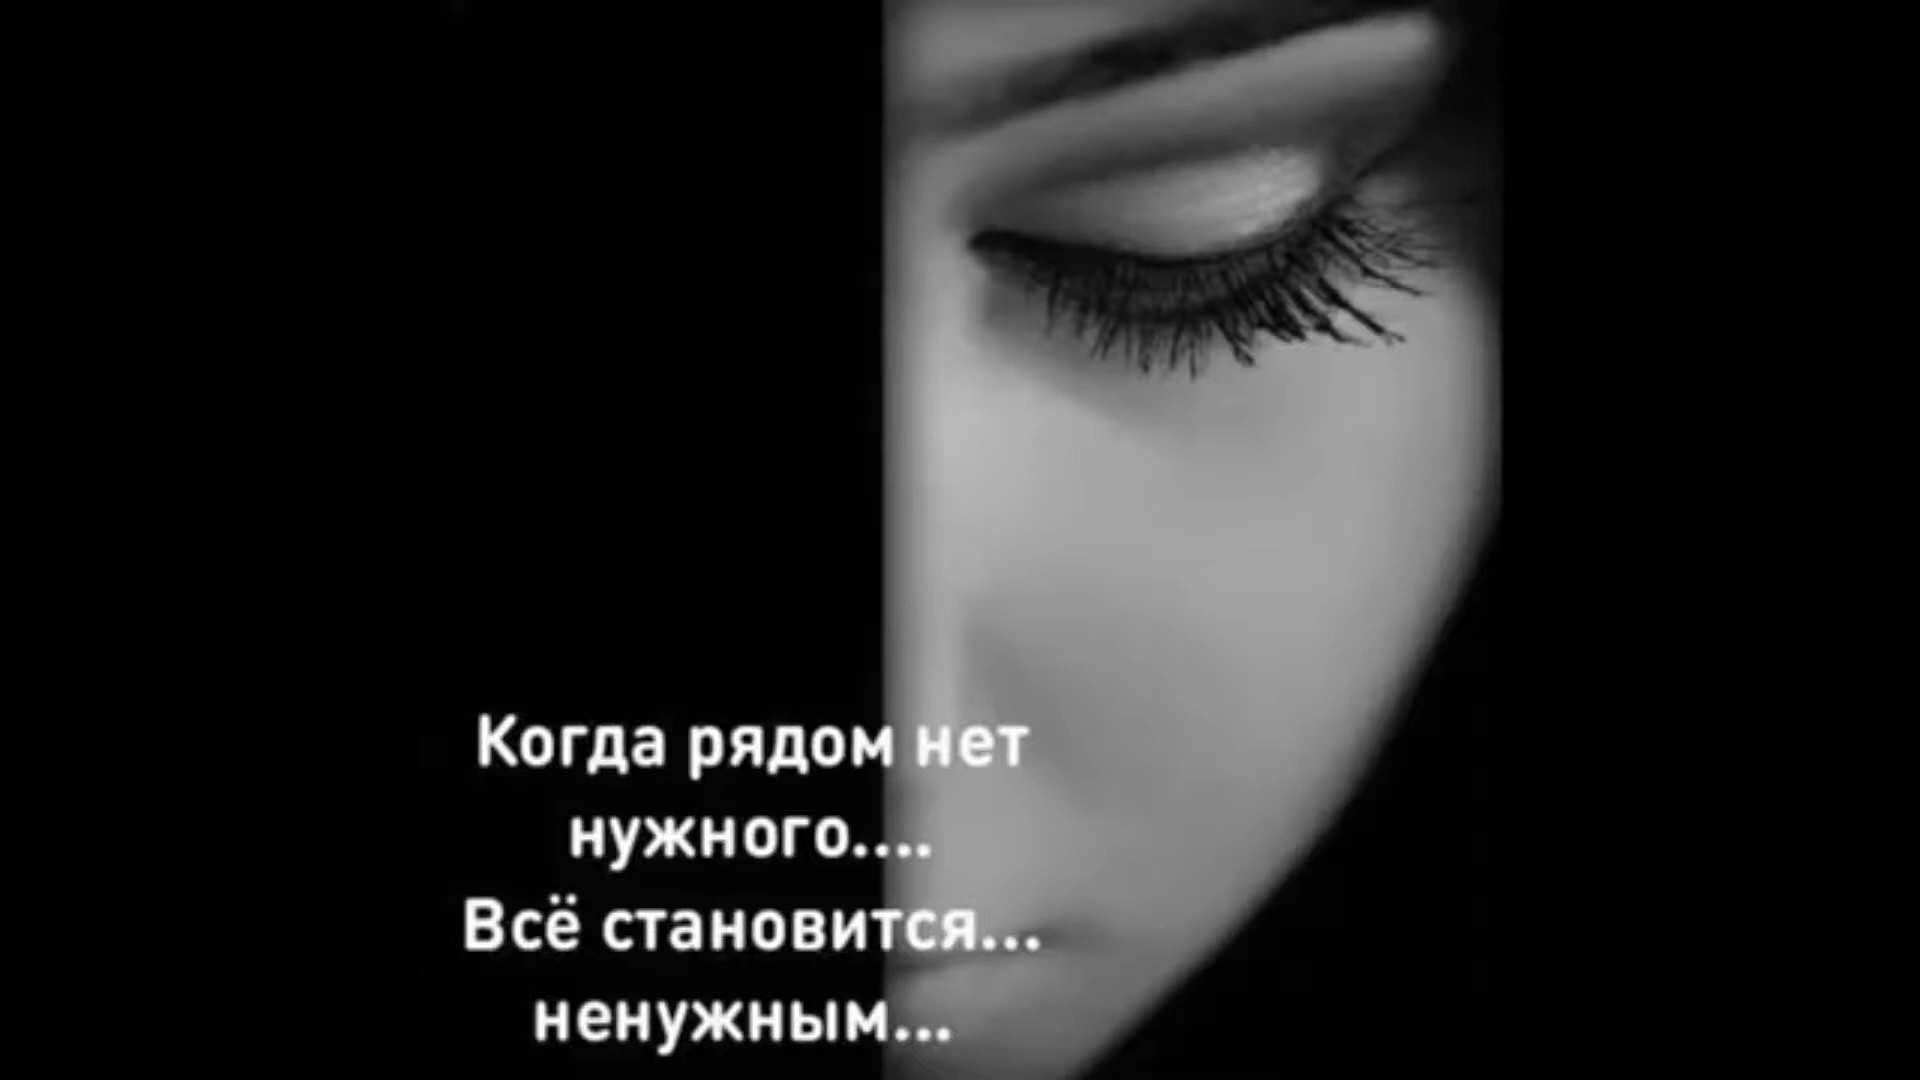 Когда рядом нет
нужного....
Всё становится...
ненужным...